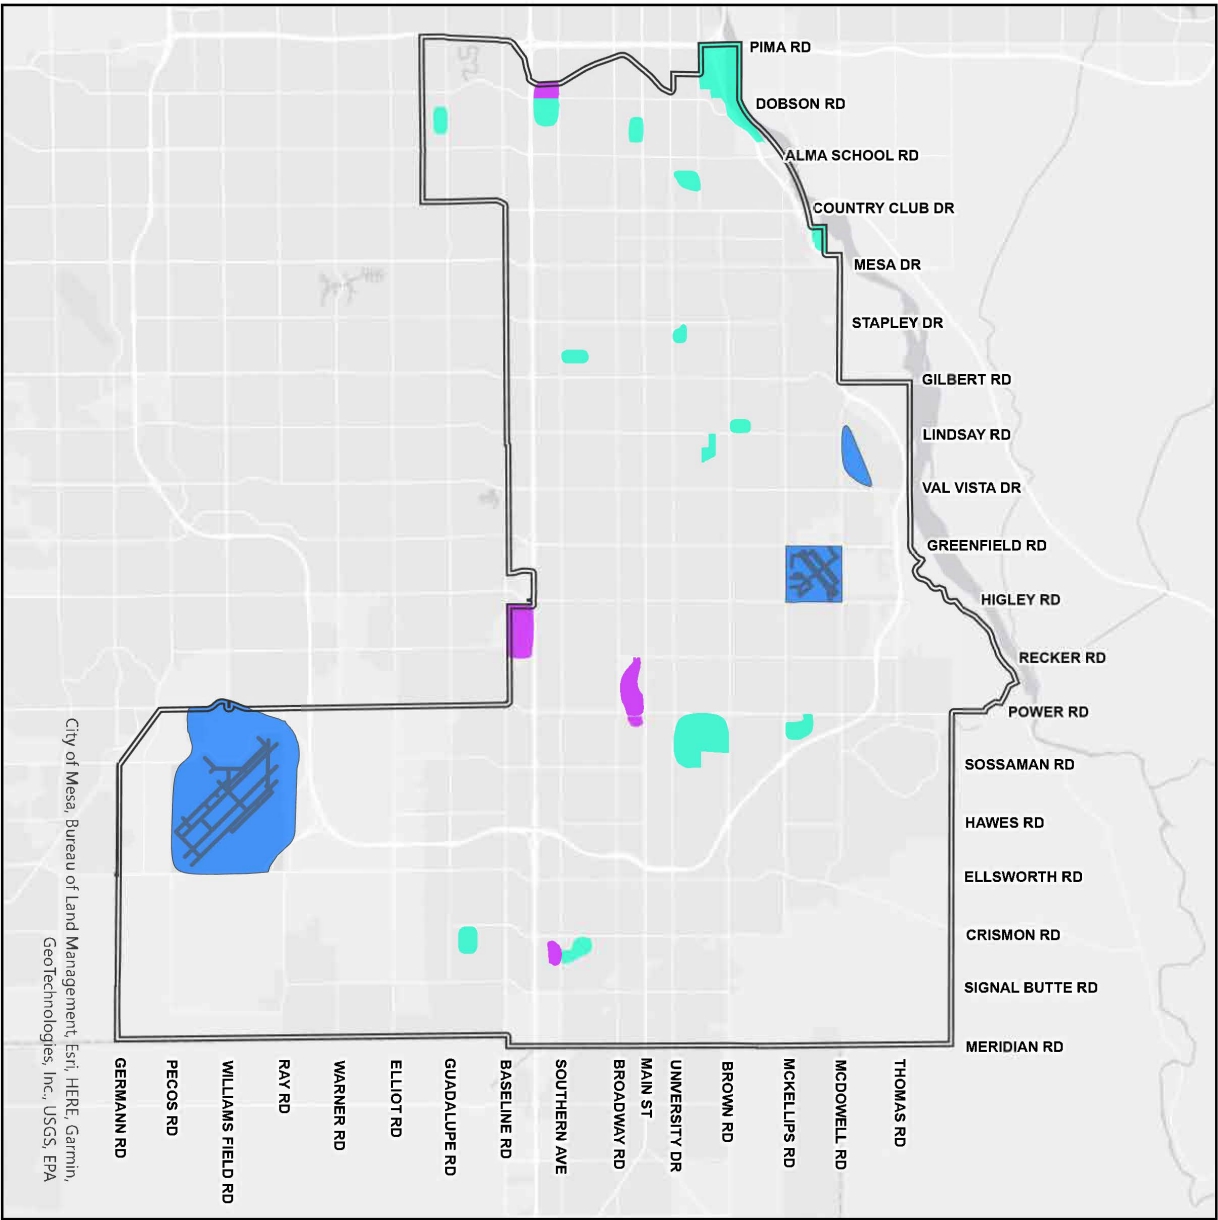 PIMA RD
DOBSON RD
ALMA SCHOOL RD
COUNTRY CLUB DR
MESA DR
STAPLEY DR
GILBERT RD
LINDSAY RD
VAL VISTA DR
GREENFIELD RD
HIGLEY RD
RECKER RD
POWER RD
SOSSAMAN RD
HAWES RD
ELLSWORTH RD
CRISMON RD
SIGNAL BUTTE RD
MERIDIAN RD
GERMANN RD
PECOS RD
WILLIAMS FIELD RD
RAY RD
WARNER RD
ELLIOT RD
GUADALUPE RD
BASELINE RD
SOUTHERN AVE
BROADWAY RD
MAIN ST
UNIVERSITY DR
BROWN RD
MCKELLIPS RD
MCDOWELL RD
THOMAS RD
City of Mesa, Bureau of Land Management, Esri, HERE, Garmin,
GeoTechnologies, Inc., USGS, EPA